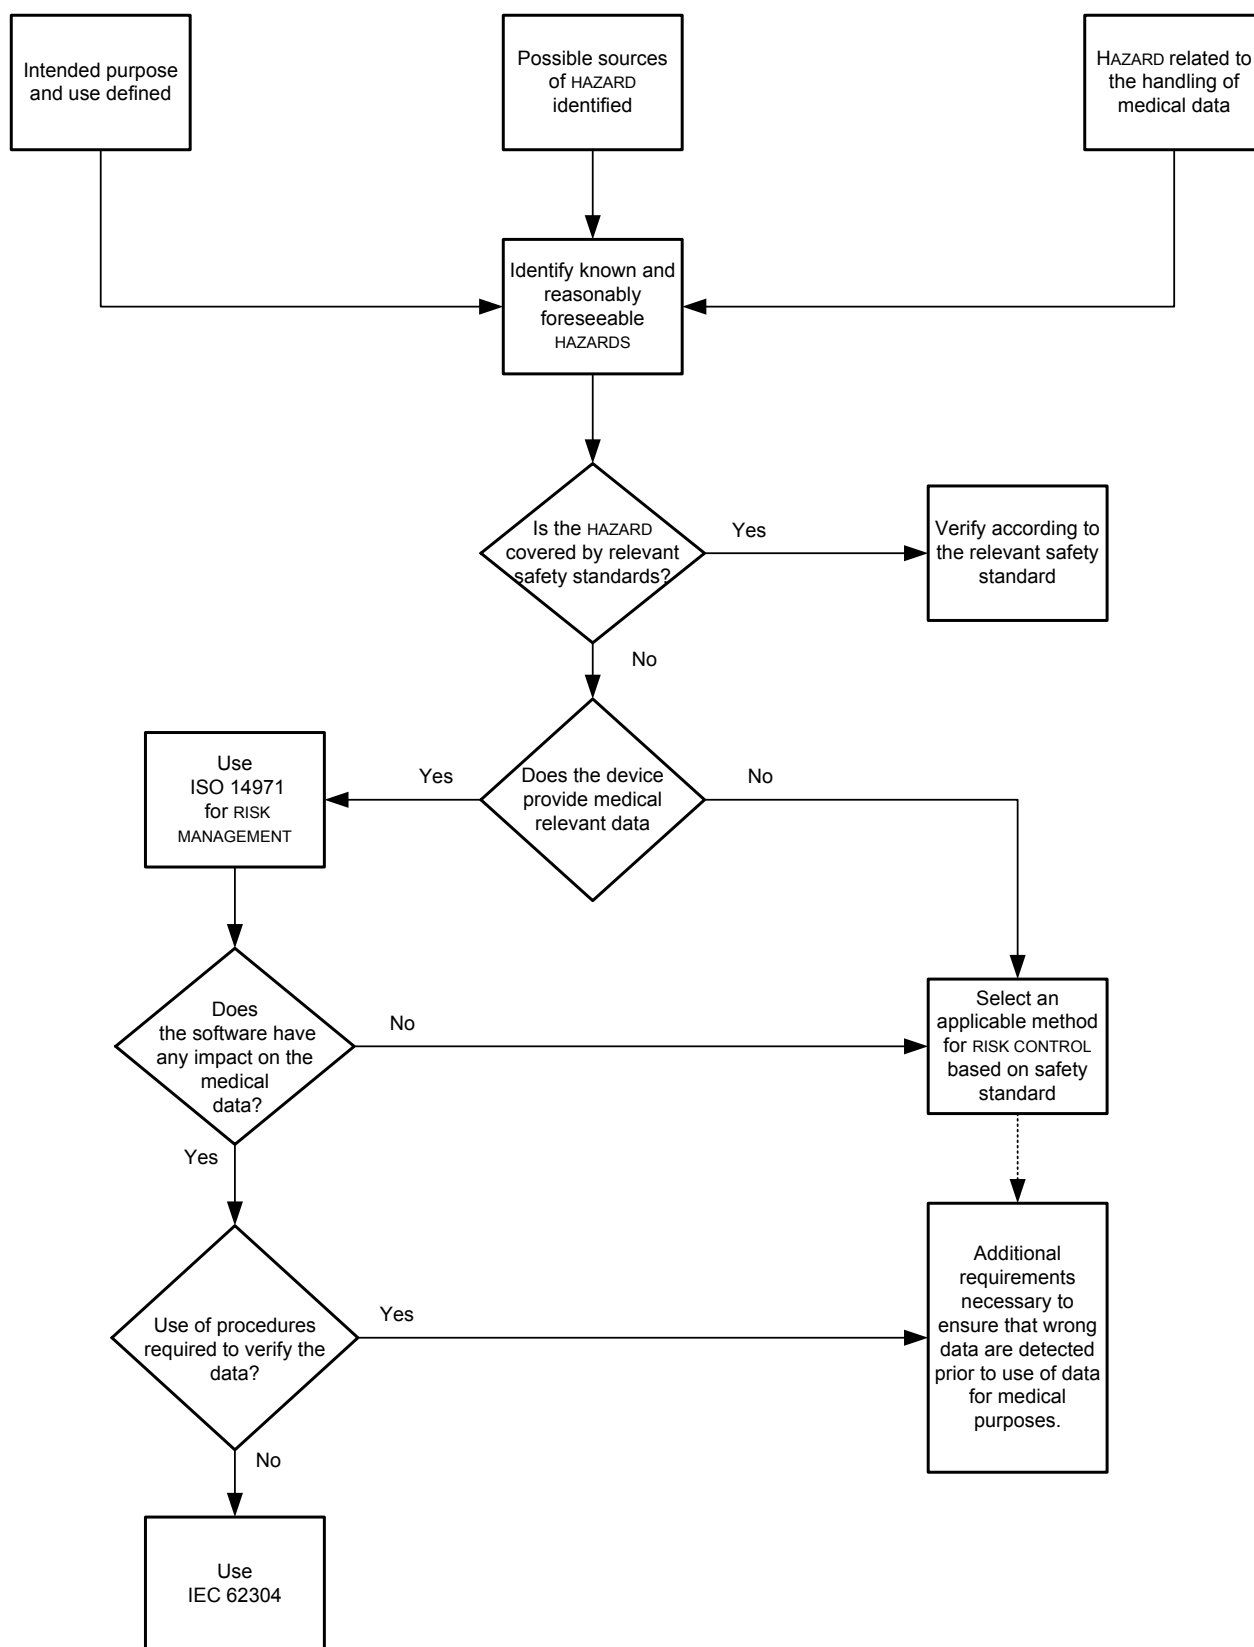 Intended purpose
and use defined
Possible sources
of HAZARD
identified
HAZARD related to
the handling of
medical data
Identify known and
reasonably
foreseeable
HAZARDS
Is the HAZARD
covered by relevant
safety standards?
Yes
Verify according to
the relevant safety
standard
No
Use
ISO 14971
for RISK
MANAGEMENT
Yes
Does the device
provide medical
relevant data
No
Does
the software have
any impact on the
medical
data?
No
Select an
applicable method
for RISK CONTROL
based on safety
standard
Yes
Use of procedures
required to verify the
data?
Yes
Additional
requirements
necessary to
ensure that wrong
data are detected
prior to use of data
for medical
purposes.
No
Use
IEC 62304